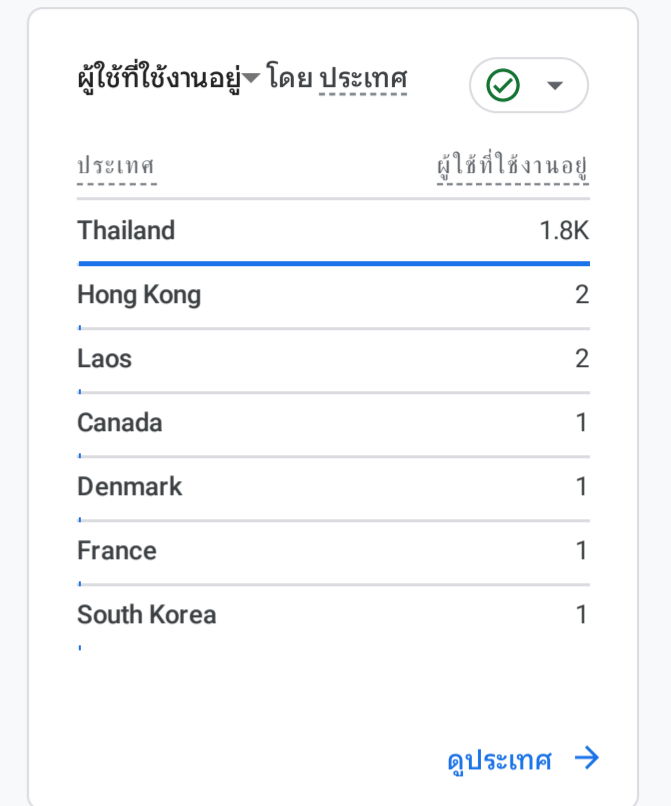 ผู้ใช้ที่ใช้งานอยู่ โดย ประเทศ
ประเทศ ผู้ใช้ที่ใช้งานอยู่
Thailand 1.8K
Hong Kong 2
Laos 2
Canada 1
Denmark 1
France 1
South Korea 1
ดูประเทศ